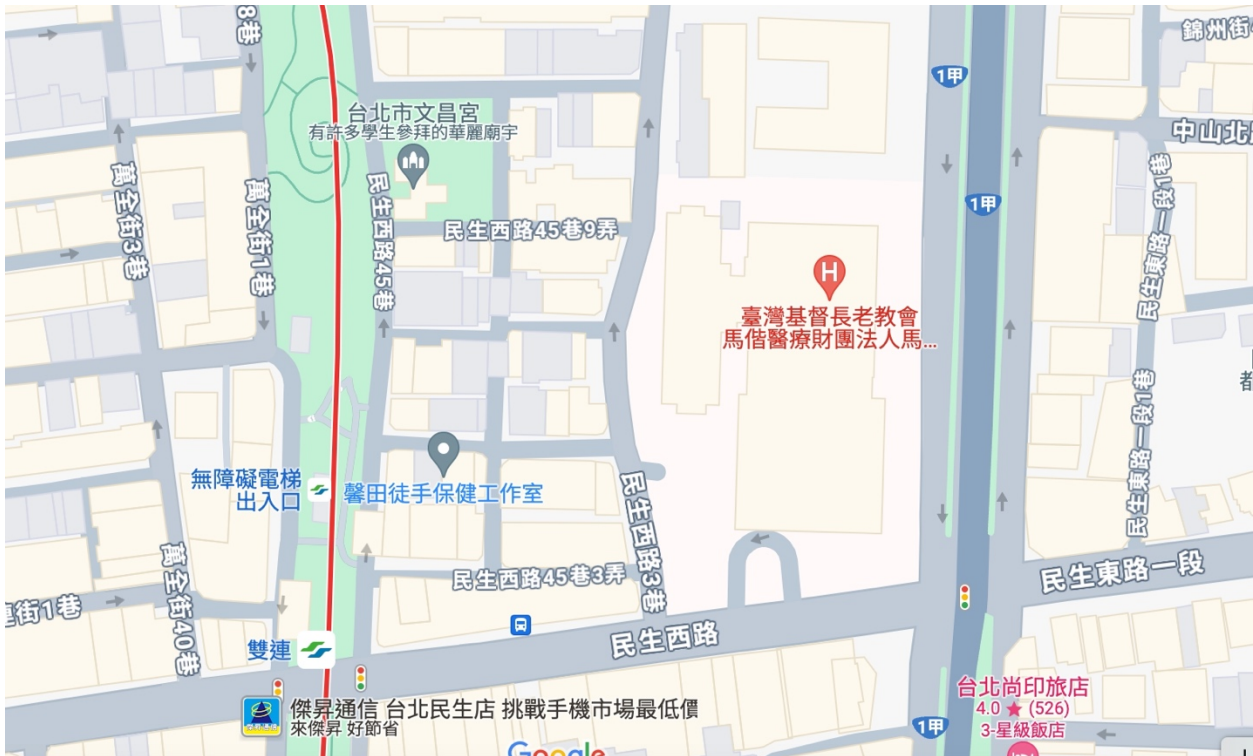 8巷
錦州街
1甲
台北市文昌宮
有許多學生參拜的華麗廟宇
中山北
萬全街3巷
萬全街1巷
民生西路45巷
民生西路45巷9弄
1甲
民生東路一段1巷
H
臺灣基督長老教會
馬偕醫療財團法人馬...
都
民生東路一段1巷
無障礙電梯
出入口
馨田徒手保健工作室
民生西路3巷
萬全街40巷
民生西路45巷3弄
民生東路一段
連街1巷
民生西路
雙連
台北尚印旅店
4.0 ★ (526)
3-星級飯店
傑昇通信 台北民生店 挑戰手機市場最低價
來傑昇 好節省
1甲
Google